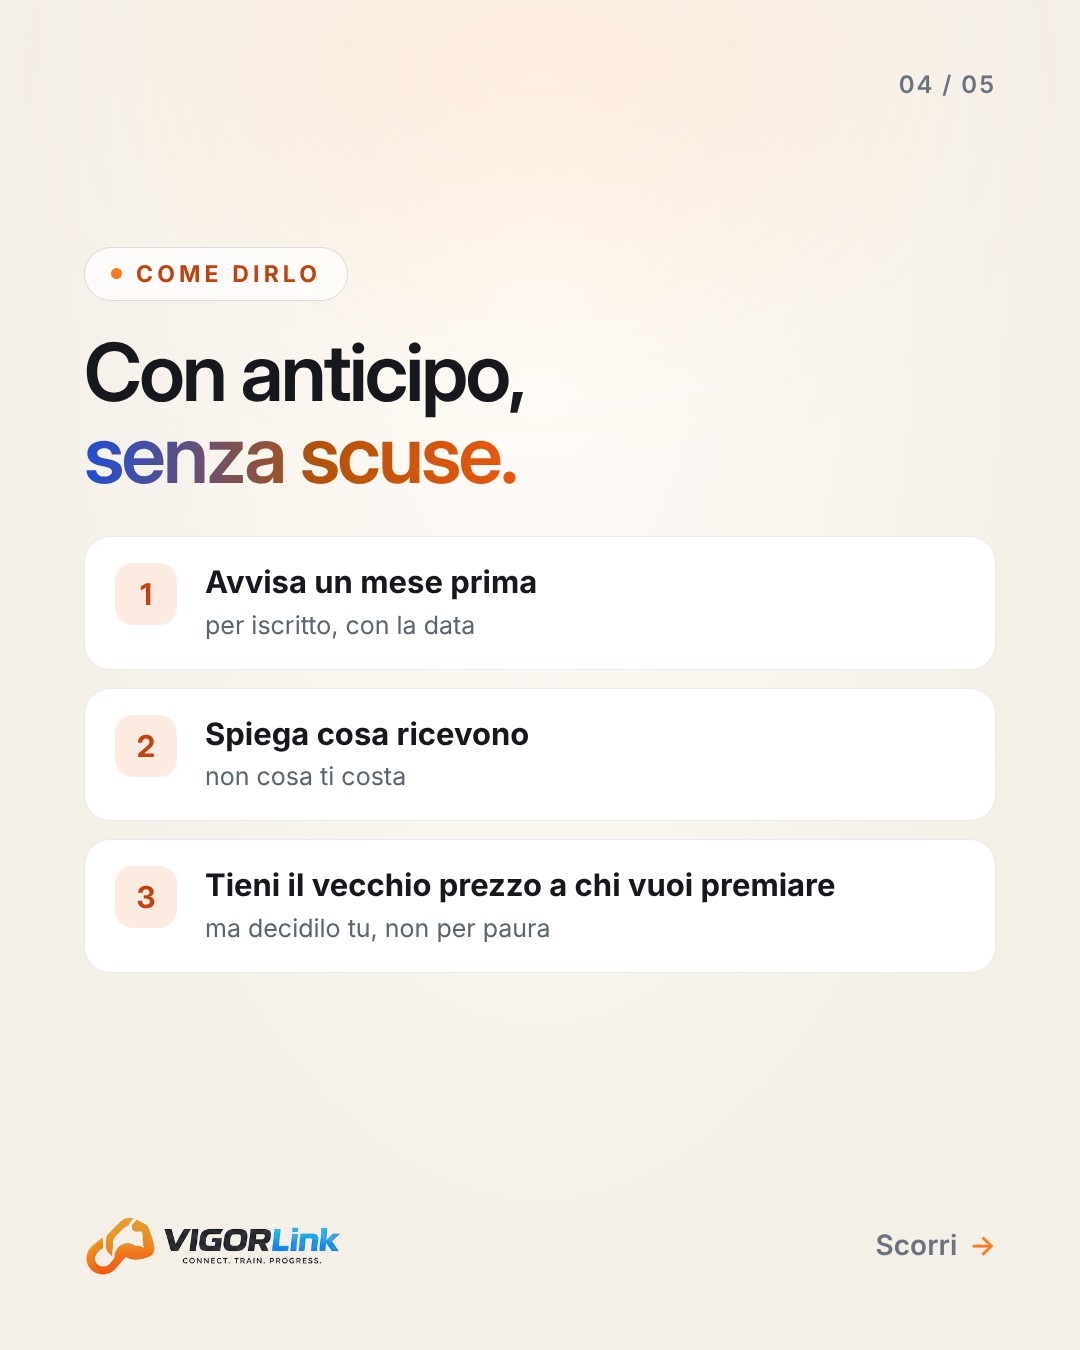 04 / 05
COME DIRLO
Con anticipo,
senza scuse.
1
Avvisa un mese prima
per iscritto, con la data
2
Spiega cosa ricevono
non cosa ti costa
3
Tieni il vecchio prezzo a chi vuoi premiare
ma decidilo tu, non per paura
VIGORLink
CONNECT. TRAIN. PROGRESS.
Scorri →